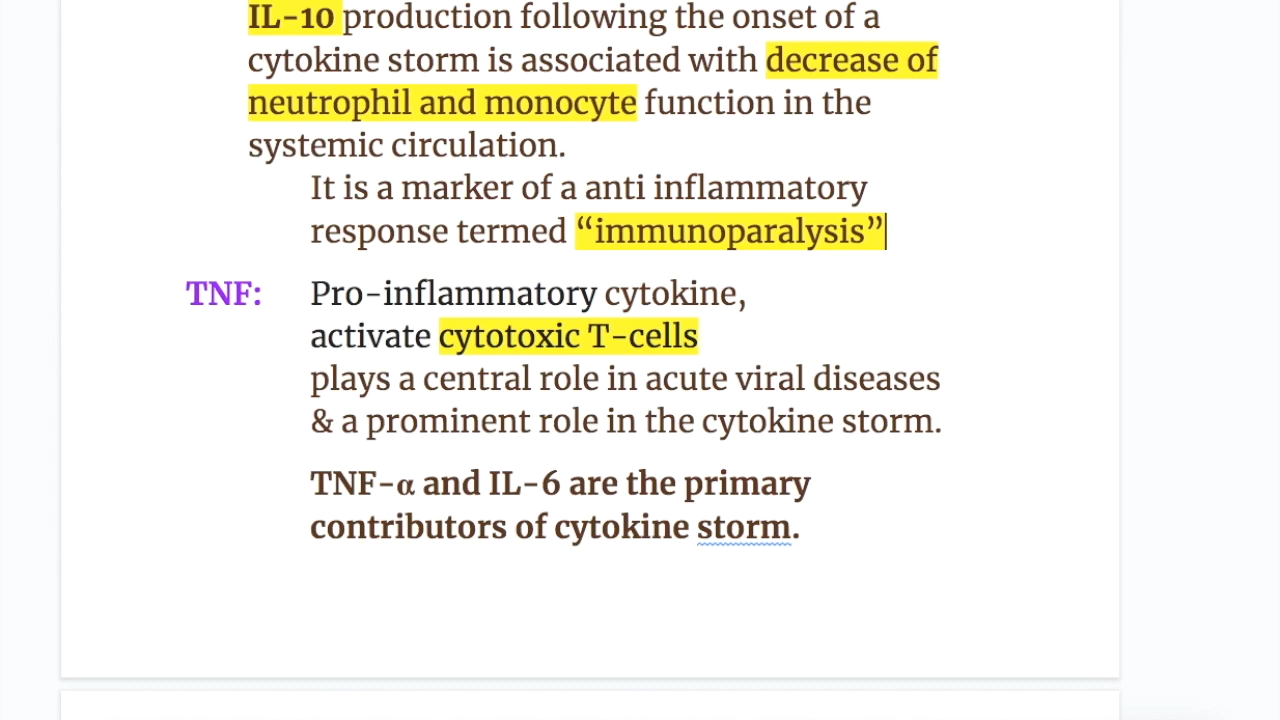 IL-10 production following the onset of a
cytokine storm is associated with decrease of
neutrophil and monocyte function in the
systemic circulation.
It is a marker of a anti inflammatory
response termed “immunoparalysis”
TNF: Pro-inflammatory cytokine,
activate cytotoxic T-cells
plays a central role in acute viral diseases
& a prominent role in the cytokine storm.
TNF-α and IL-6 are the primary
contributors of cytokine storm.